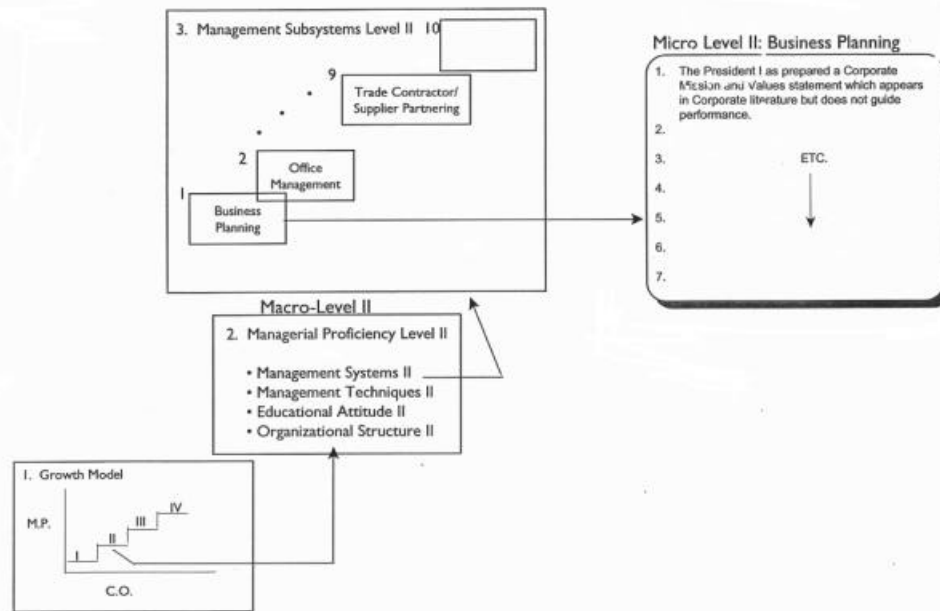 3. Management Subsystems Level II 10
9
Trade Contractor/
Supplier Partnering
2
Office
Management
1
Business
Planning
Micro Level II: Business Planning
1. The President I as prepared a Corporate
Mission and Values statement which appears
in Corporate literature but does not guide
performance.
2.
3. ETC.
4.
5.
6.
7.
Macro-Level II
2. Managerial Proficiency Level II
• Management Systems II
• Management Techniques II
• Educational Attitude II
• Organizational Structure II
1. Growth Model
M.P.
I
II
III
IV
C.O.